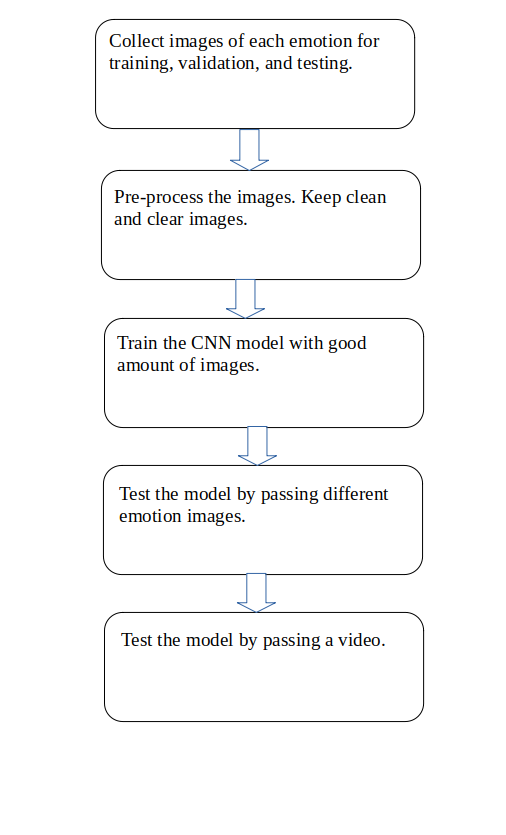 Collect images of each emotion for
training, validation, and testing.
Pre-process the images. Keep clean
and clear images.
Train the CNN model with good
amount of images.
Test the model by passing different
emotion images.
Test the model by passing a video.